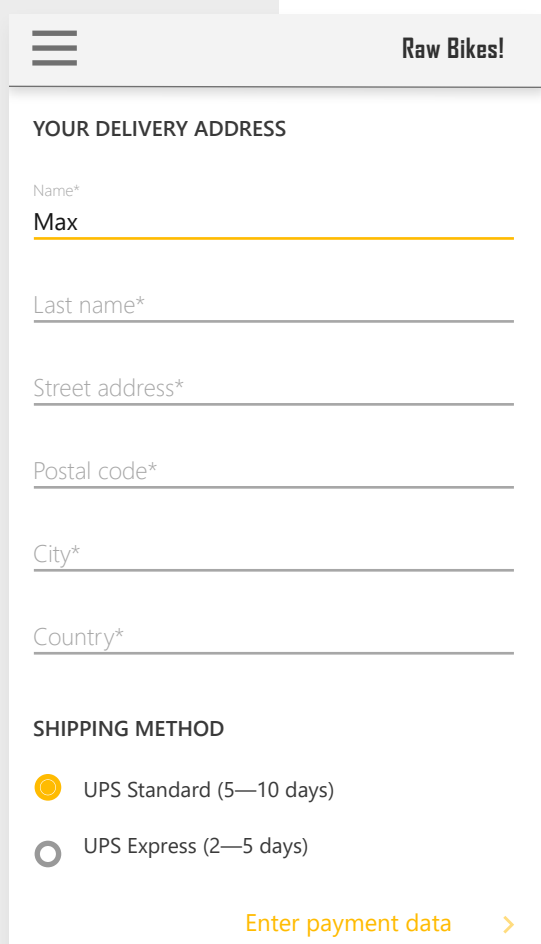 Raw Bikes!
YOUR DELIVERY ADDRESS
Name*
Max
Last name*
Street address*
Postal code*
City*
Country*
SHIPPING METHOD
UPS Standard (5—10 days)
UPS Express (2—5 days)
Enter payment data